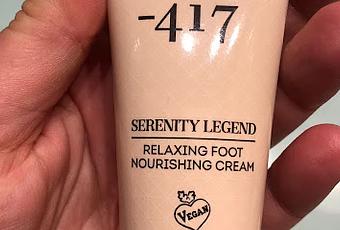 -417
SERENITY LEGEND
RELAXING FOOT
NOURISHING CREAM
VEGAN